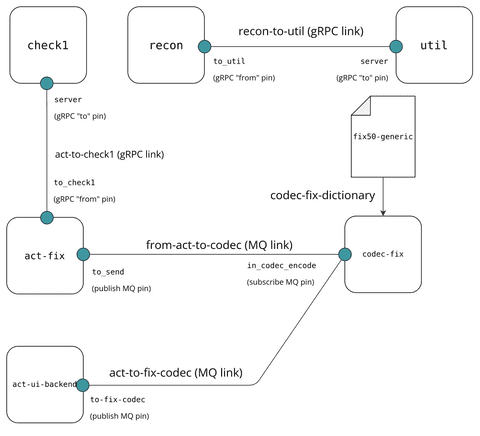 check1
recon
recon-to-util (gRPC link)
util
to_util
(gRPC "from" pin)
server
(gRPC "to" pin)
server
(gRPC "to" pin)
fix50-generic
act-to-check1 (gRPC link)
to_check1
(gRPC "from" pin)
codec-fix-dictionary
act-fix
from-act-to-codec (MQ link)
codec-fix
to_send
(publish MQ pin)
in_codec_encode
(subscribe MQ pin)
act-to-fix-codec (MQ link)
act-ui-backend
to-fix-codec
(publish MQ pin)